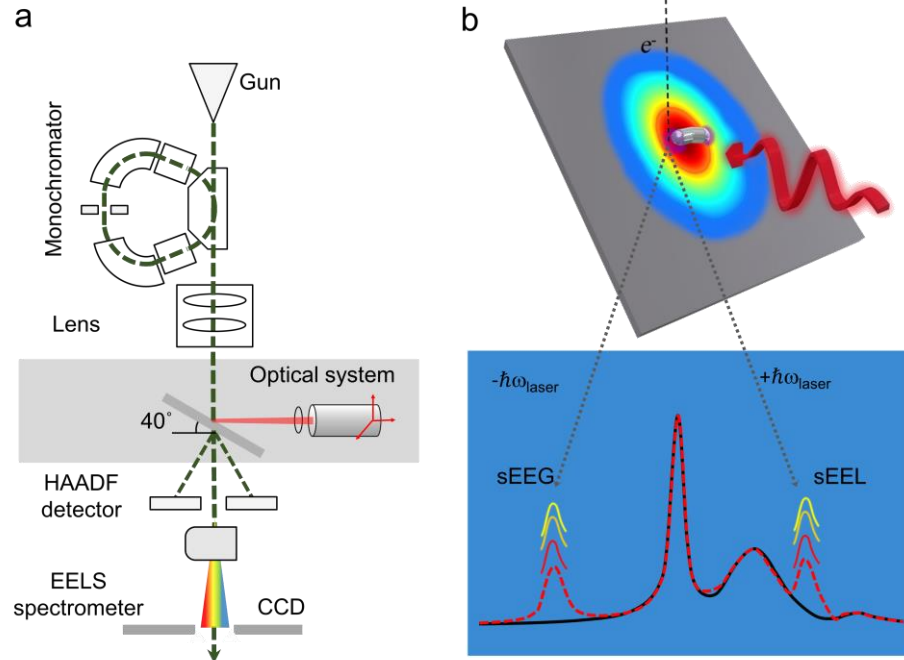 a
Gun
Monochromator
Lens
Optical system
40°
HAADF
detector
EELS
spectrometer
CCD
b
e-
-ℏω_laser
+ℏω_laser
sEEG
sEEL